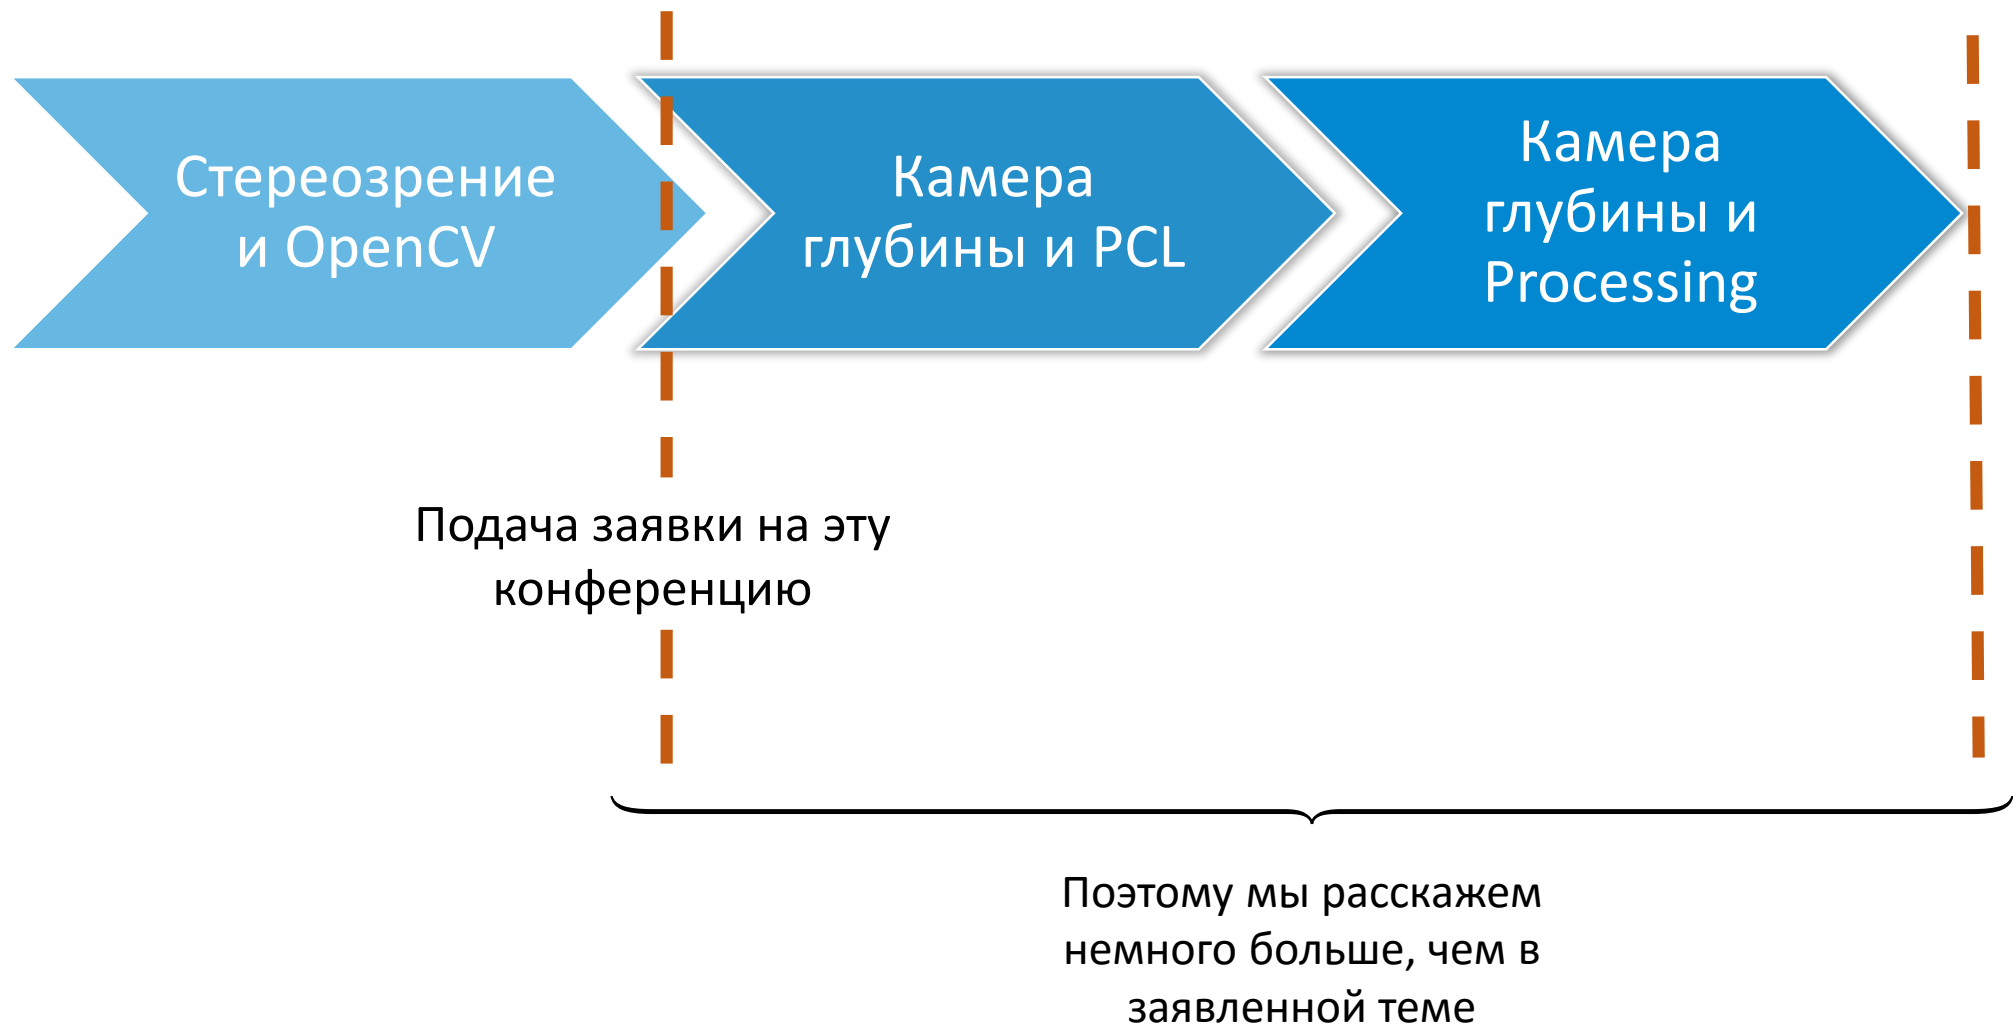 Стереозрение
и OpenCV
Камера
глубины и PCL
Камера
глубины и
Processing
Подача заявки на эту
конференцию
Поэтому мы расскажем
немного больше, чем в
заявленной теме